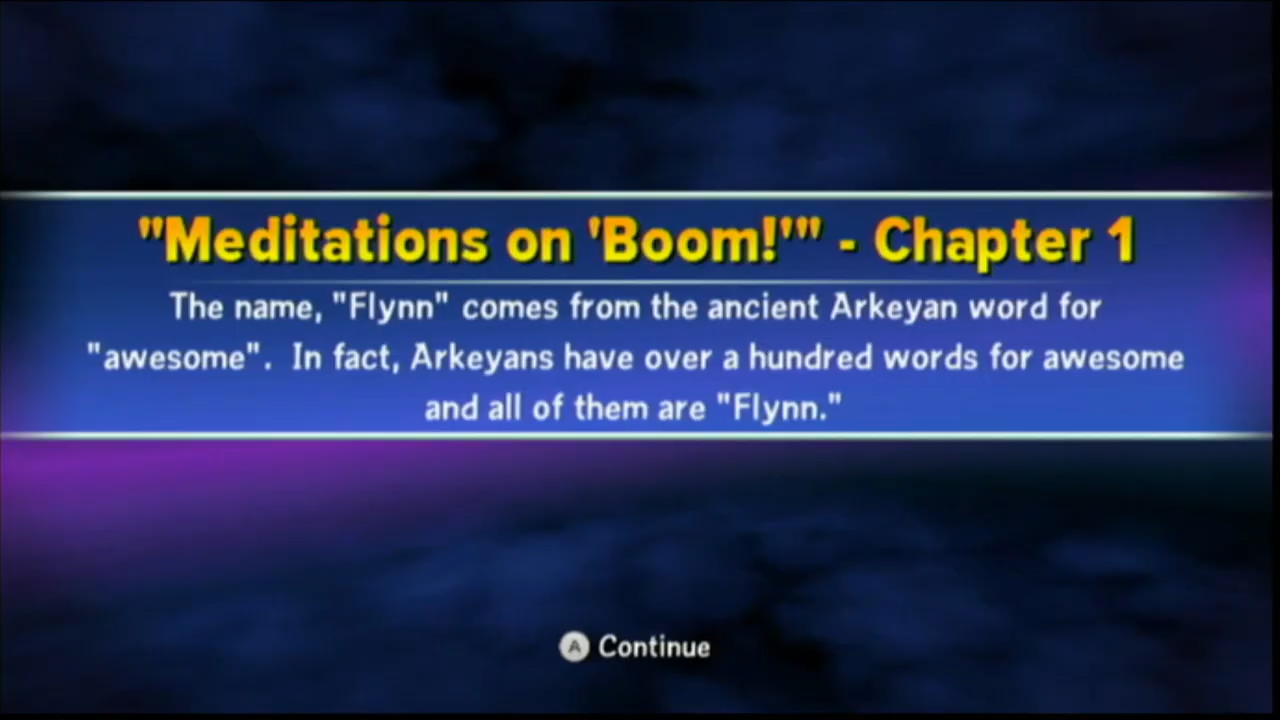 "Meditations on 'Boom!'" - Chapter 1
The name, "Flynn" comes from the ancient Arkeyan word for
"awesome".  In fact, Arkeyans have over a hundred words for awesome
and all of them are "Flynn."
A Continue